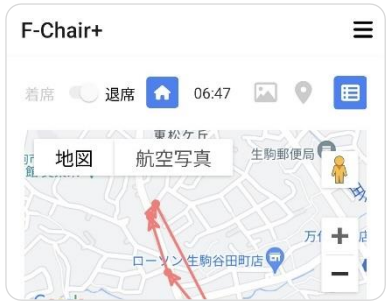 F-Chair+
着席 退席 06:47
東松ケ丘
地図 航空写真
生駒郵便局
ローソン 生駒谷田町店